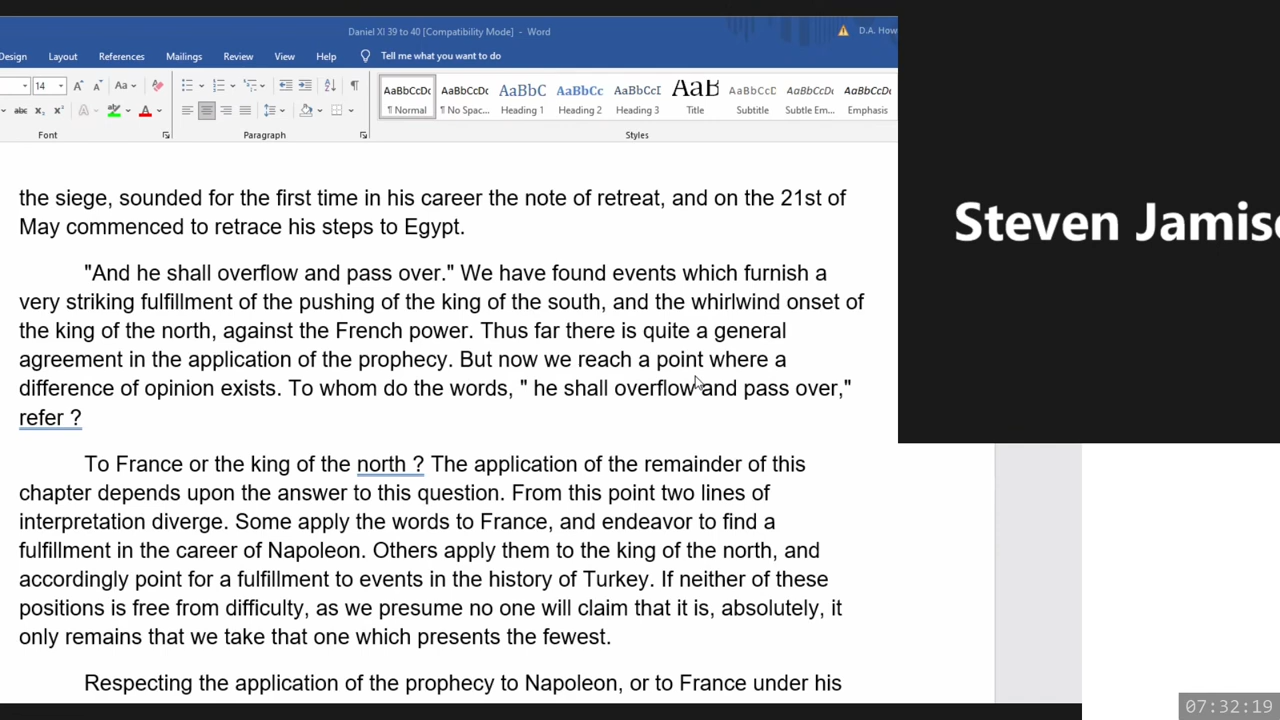 Daniel XI 39 to 40 [Compatibility Mode] - Word
D.A. How
Design Layout References Mailings Review View Help Tell me what you want to do
14 Aa
AaBbCcDc AaBbCcDc AaBbC AaBbCc AaBbCcI AaB AaBbCcD AaBbCcDc AaBbCcDc
¶ Normal ¶ No Spac... Heading 1 Heading 2 Heading 3 Title Subtitle Subtle Em... Emphasis
Font Paragraph Styles
the siege, sounded for the first time in his career the note of retreat, and on the 21st of
May commenced to retrace his steps to Egypt.
"And he shall overflow and pass over." We have found events which furnish a
very striking fulfillment of the pushing of the king of the south, and the whirlwind onset of
the king of the north, against the French power. Thus far there is quite a general
agreement in the application of the prophecy. But now we reach a point where a
difference of opinion exists. To whom do the words, " he shall overflow and pass over,"
refer ?
To France or the king of the north ? The application of the remainder of this
chapter depends upon the answer to this question. From this point two lines of
interpretation diverge. Some apply the words to France, and endeavor to find a
fulfillment in the career of Napoleon. Others apply them to the king of the north, and
accordingly point for a fulfillment to events in the history of Turkey. If neither of these
positions is free from difficulty, as we presume no one will claim that it is, absolutely, it
only remains that we take that one which presents the fewest.
Respecting the application of the prophecy to Napoleon, or to France under his
Steven Jamis
07:32:19